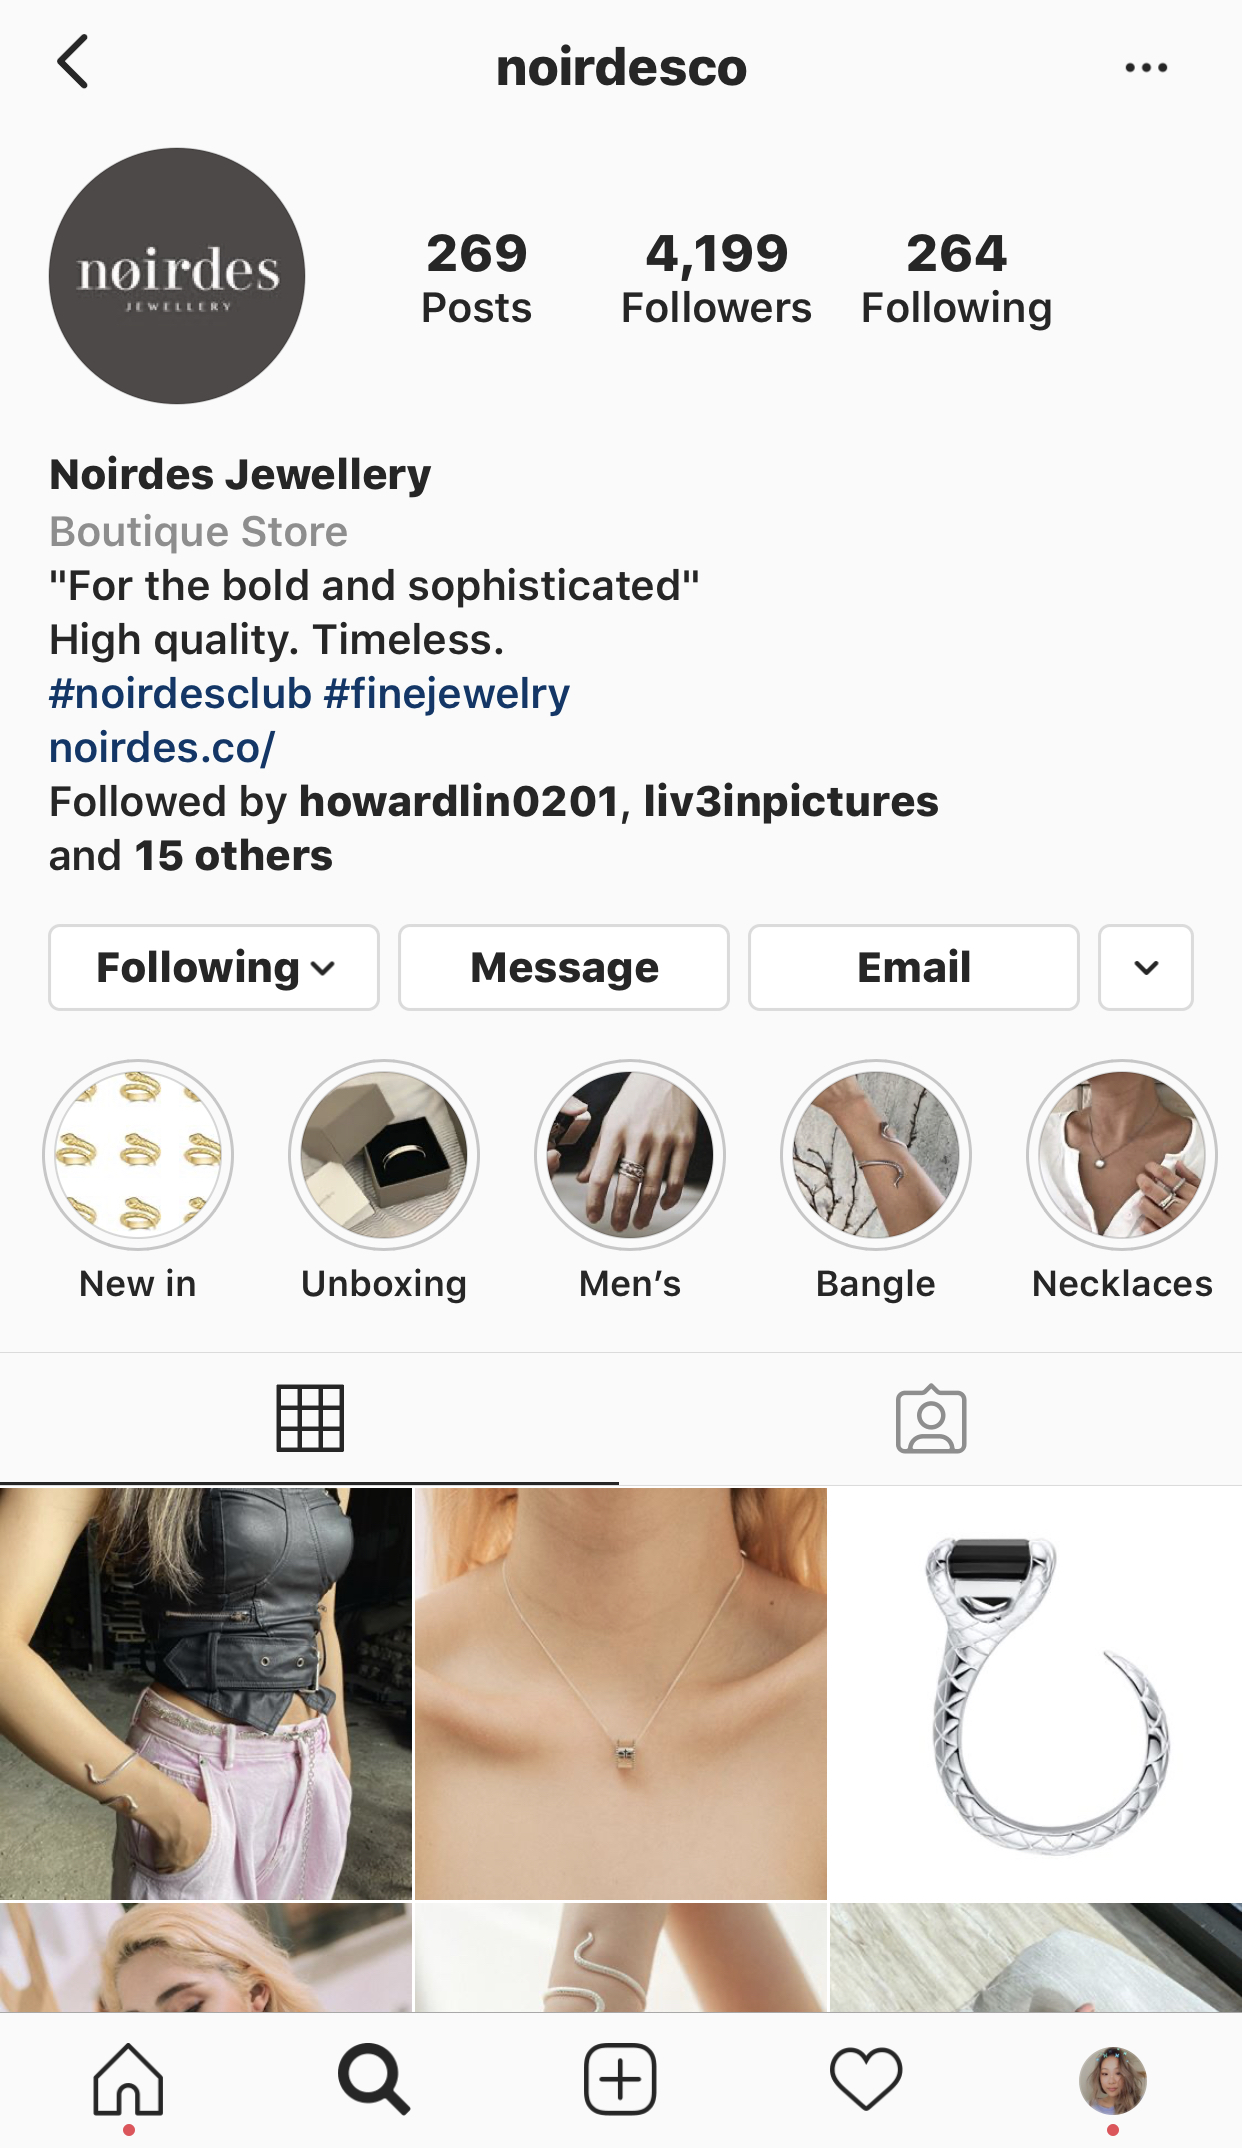 noirdesco
nøirdes
JEWELLERY
269
Posts
4,199
Followers
264
Following
Noirdes Jewellery
Boutique Store
"For the bold and sophisticated"
High quality. Timeless.
#noirdesclub #finejewelry
noirdes.co/
Followed by howardlin0201, liv3inpictures
and 15 others
Following
Message
Email
New in
Unboxing
Men’s
Bangle
Necklaces